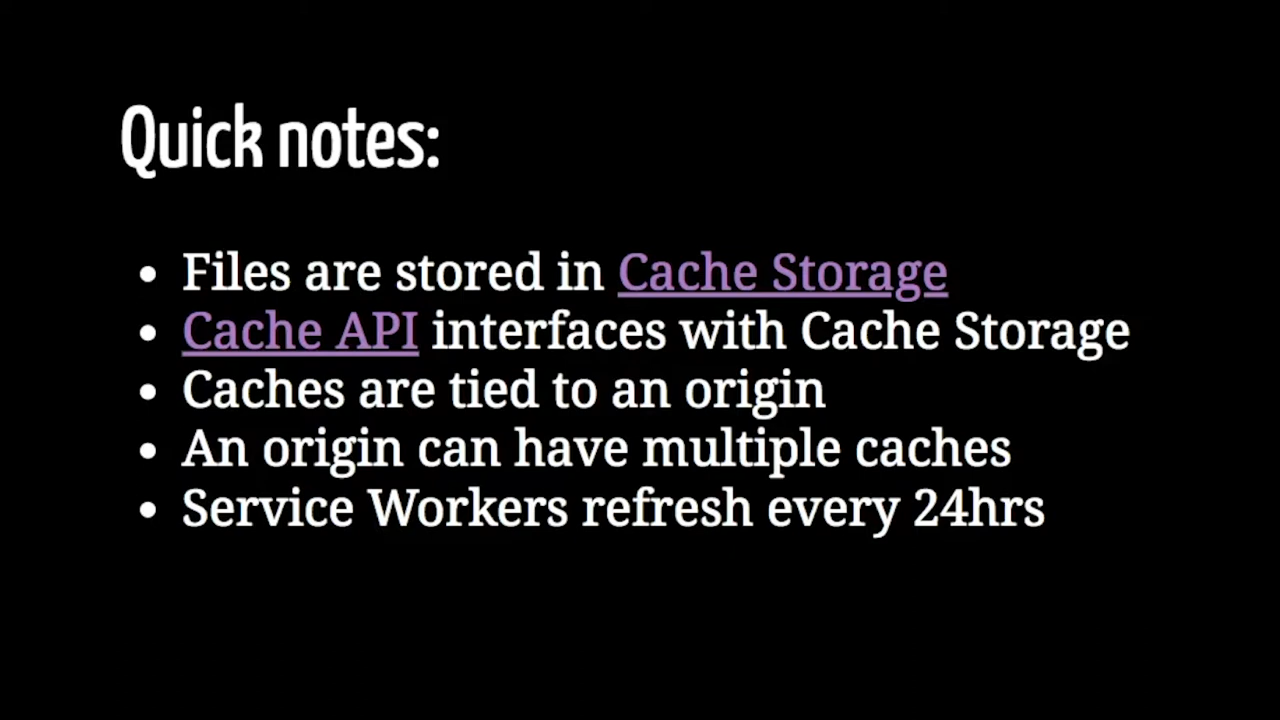 Quick notes:
• Files are stored in Cache Storage
• Cache API interfaces with Cache Storage
• Caches are tied to an origin
• An origin can have multiple caches
• Service Workers refresh every 24hrs